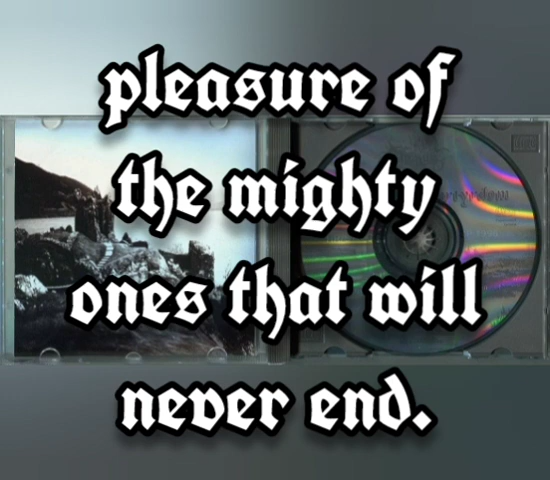 pleasure of
the mighty
ones that will
never end.